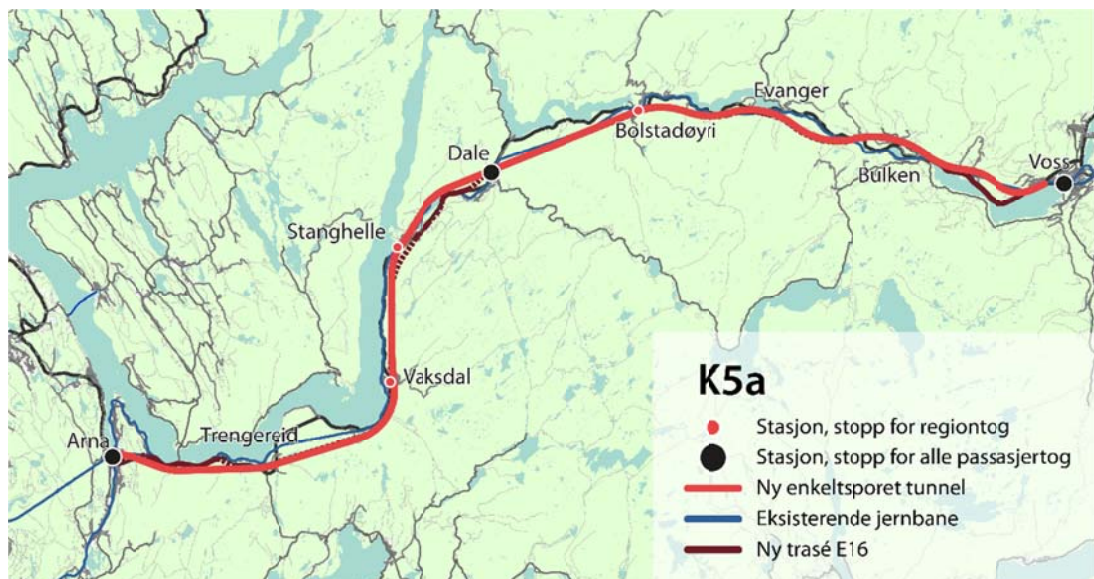 Evanger
Bolstadøyri
Dale
Voss
Bulken
Stanghelle
Vaksdal
Trengereid
Arna
K5a
Stasjon, stopp for regiontog
Stasjon, stopp for alle passasjertog
Ny enkeltsporet tunnel
Eksisterende jernbane
Ny trasé E16